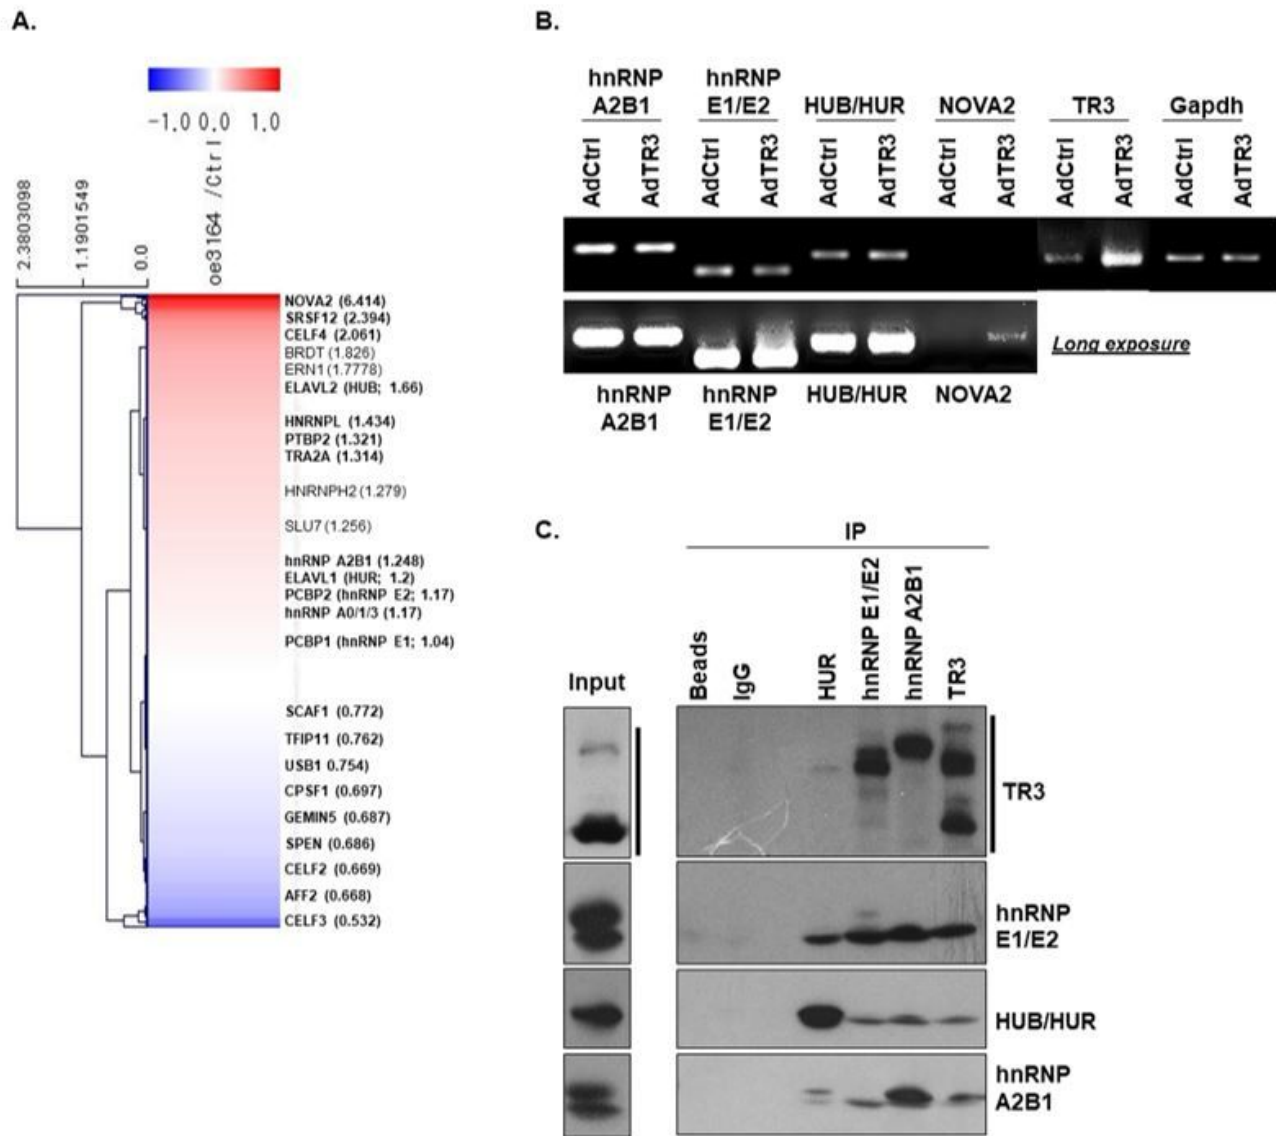 A.
-1.0 0.0 1.0
2.3803098
1.1901549
0.0
oe3164 /Ctrl
NOVA2 (6.414)
SRSF12 (2.394)
CELF4 (2.061)
BRDT (1.826)
ERN1 (1.7778)
ELAVL2 (HUB; 1.66)
HNRNPL (1.434)
PTBP2 (1.321)
TRA2A (1.314)
HNRNPH2 (1.279)
SLU7 (1.256)
hnRNP A2B1 (1.248)
ELAVL1 (HUR; 1.2)
PCBP2 (hnRNP E2; 1.17)
hnRNP A0/1/3 (1.17)
PCBP1 (hnRNP E1; 1.04)
SCAF1 (0.772)
TFIP11 (0.762)
USB1 0.754)
CPSF1 (0.697)
GEMIN5 (0.687)
SPEN (0.686)
CELF2 (0.669)
AFF2 (0.668)
CELF3 (0.532)
B.
hnRNP
A2B1
hnRNP
E1/E2
HUB/HUR
NOVA2
TR3
Gapdh
AdCtrl
AdTR3
AdCtrl
AdTR3
AdCtrl
AdTR3
AdCtrl
AdTR3
AdCtrl
AdTR3
AdCtrl
AdTR3
Long exposure
hnRNP
A2B1
hnRNP
E1/E2
HUB/HUR
NOVA2
C.
IP
Input
Beads
IgG
HUR
hnRNP E1/E2
hnRNP A2B1
TR3
TR3
hnRNP
E1/E2
HUB/HUR
hnRNP
A2B1